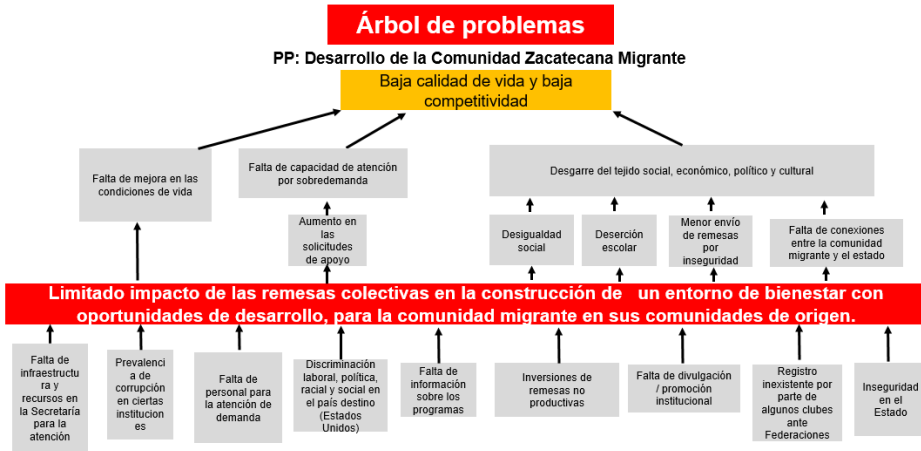 Árbol de problemas
PP: Desarrollo de la Comunidad Zacatecana Migrante
Baja calidad de vida y baja
competitividad
Falta de mejora en las
condiciones de vida
Falta de capacidad de atención
por sobredemanda
Desgarre del tejido social, económico, político y cultural
Aumento en
las
solicitudes
de apoyo
Desigualdad
social
Deserción
escolar
Menor envío
de remesas
por
inseguridad
Falta de conexiones
entre la comunidad
migrante y el estado
Limitado impacto de las remesas colectivas en la construcción de un entorno de bienestar con
oportunidades de desarrollo, para la comunidad migrante en sus comunidades de origen.
Falta de
infraestructu
ra y
recursos en
la Secretaría
para la
atención
Prevalenci
a de
corrupción
en ciertas
institucion
es
Falta de
personal para
la atención de
demanda
Discriminación
laboral, política,
racial y social en
el país destino
(Estados
Unidos)
Falta de
información
sobre los
programas
Inversiones de
remesas no
productivas
Falta de divulgación
/ promoción
institucional
Registro
inexistente por
parte de
algunos clubes
ante
Federaciones
Inseguridad
en el
Estado